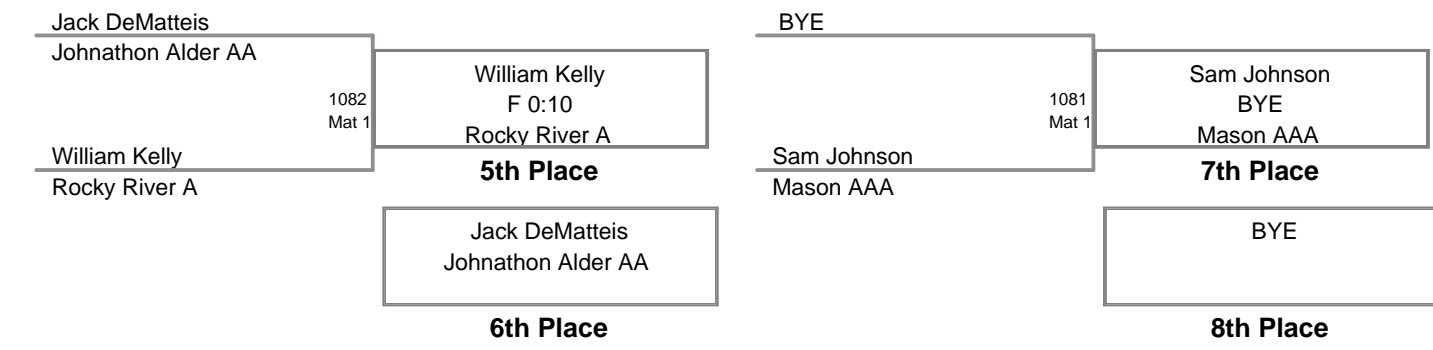 Jack DeMatteis
Johnathon Alder AA
1082
Mat 1
William Kelly
Rocky River A
William Kelly
F 0:10
Rocky River A
5th Place
Jack DeMatteis
Johnathon Alder AA
6th Place
BYE
1081
Mat 1
Sam Johnson
Mason AAA
Sam Johnson
BYE
Mason AAA
7th Place
BYE
8th Place